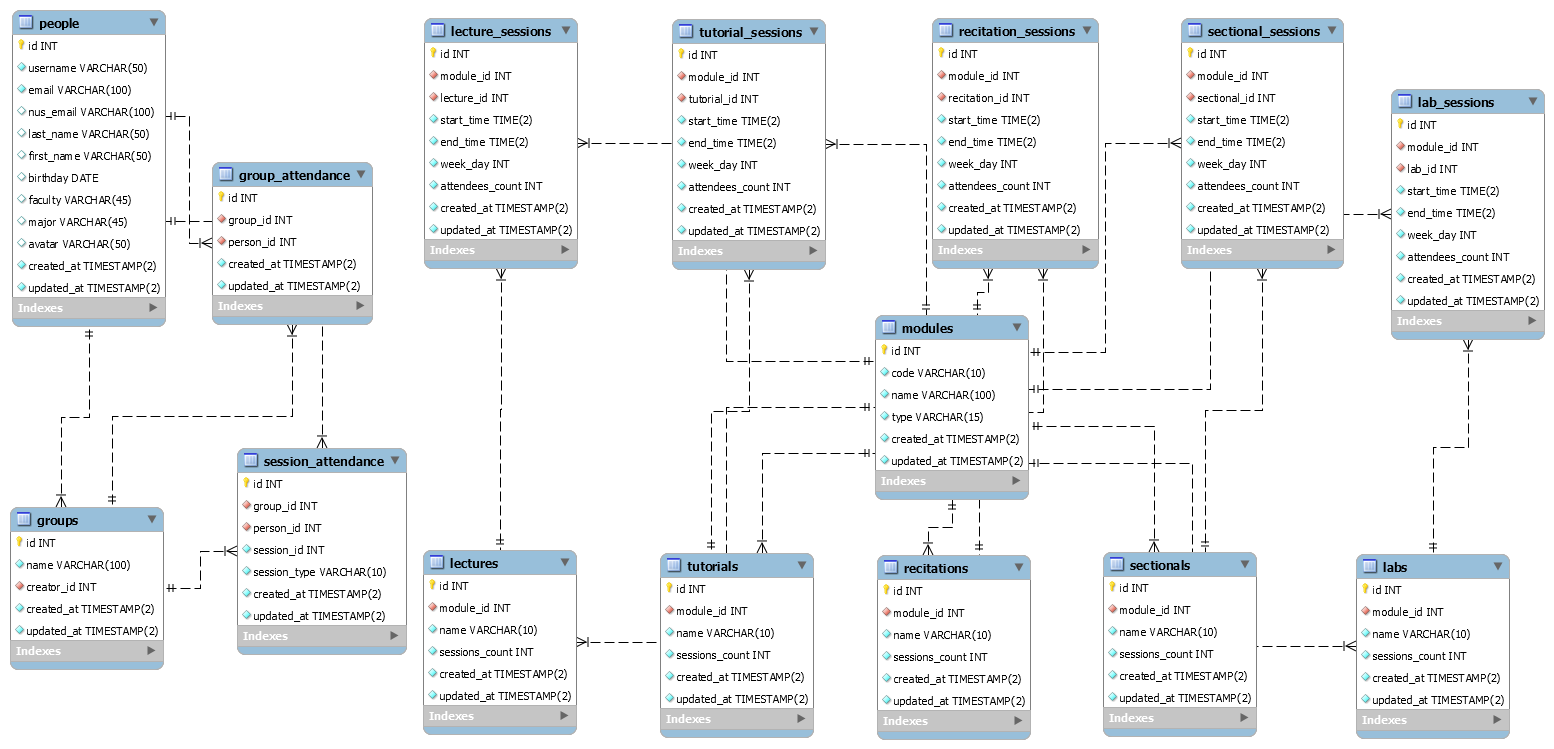 people
id INT
username VARCHAR(50)
email VARCHAR(100)
nus_email VARCHAR(100)
last_name VARCHAR(50)
first_name VARCHAR(50)
birthday DATE
faculty VARCHAR(45)
major VARCHAR(45)
avatar VARCHAR(50)
created_at TIMESTAMP(2)
updated_at TIMESTAMP(2)
Indexes
group_attendance
id INT
group_id INT
person_id INT
created_at TIMESTAMP(2)
updated_at TIMESTAMP(2)
Indexes
lecture_sessions
id INT
module_id INT
lecture_id INT
start_time TIME(2)
end_time TIME(2)
week_day INT
attendees_count INT
created_at TIMESTAMP(2)
updated_at TIMESTAMP(2)
Indexes
tutorial_sessions
id INT
module_id INT
tutorial_id INT
start_time TIME(2)
end_time TIME(2)
week_day INT
attendees_count INT
created_at TIMESTAMP(2)
updated_at TIMESTAMP(2)
Indexes
recitation_sessions
id INT
module_id INT
recitation_id INT
start_time TIME(2)
end_time TIME(2)
week_day INT
attendees_count INT
created_at TIMESTAMP(2)
updated_at TIMESTAMP(2)
Indexes
sectional_sessions
id INT
module_id INT
sectional_id INT
start_time TIME(2)
end_time TIME(2)
week_day INT
attendees_count INT
created_at TIMESTAMP(2)
updated_at TIMESTAMP(2)
Indexes
lab_sessions
id INT
module_id INT
lab_id INT
start_time TIME(2)
end_time TIME(2)
week_day INT
attendees_count INT
created_at TIMESTAMP(2)
updated_at TIMESTAMP(2)
Indexes
modules
id INT
code VARCHAR(10)
name VARCHAR(100)
type VARCHAR(15)
created_at TIMESTAMP(2)
updated_at TIMESTAMP(2)
Indexes
groups
id INT
name VARCHAR(100)
creator_id INT
created_at TIMESTAMP(2)
updated_at TIMESTAMP(2)
Indexes
session_attendance
id INT
group_id INT
person_id INT
session_id INT
session_type VARCHAR(10)
created_at TIMESTAMP(2)
updated_at TIMESTAMP(2)
Indexes
lectures
id INT
module_id INT
name VARCHAR(10)
sessions_count INT
created_at TIMESTAMP(2)
updated_at TIMESTAMP(2)
Indexes
tutorials
id INT
module_id INT
name VARCHAR(10)
sessions_count INT
created_at TIMESTAMP(2)
updated_at TIMESTAMP(2)
Indexes
recitations
id INT
module_id INT
name VARCHAR(10)
sessions_count INT
created_at TIMESTAMP(2)
updated_at TIMESTAMP(2)
Indexes
sectionals
id INT
module_id INT
name VARCHAR(10)
sessions_count INT
created_at TIMESTAMP(2)
updated_at TIMESTAMP(2)
Indexes
labs
id INT
module_id INT
name VARCHAR(10)
sessions_count INT
created_at TIMESTAMP(2)
updated_at TIMESTAMP(2)
Indexes